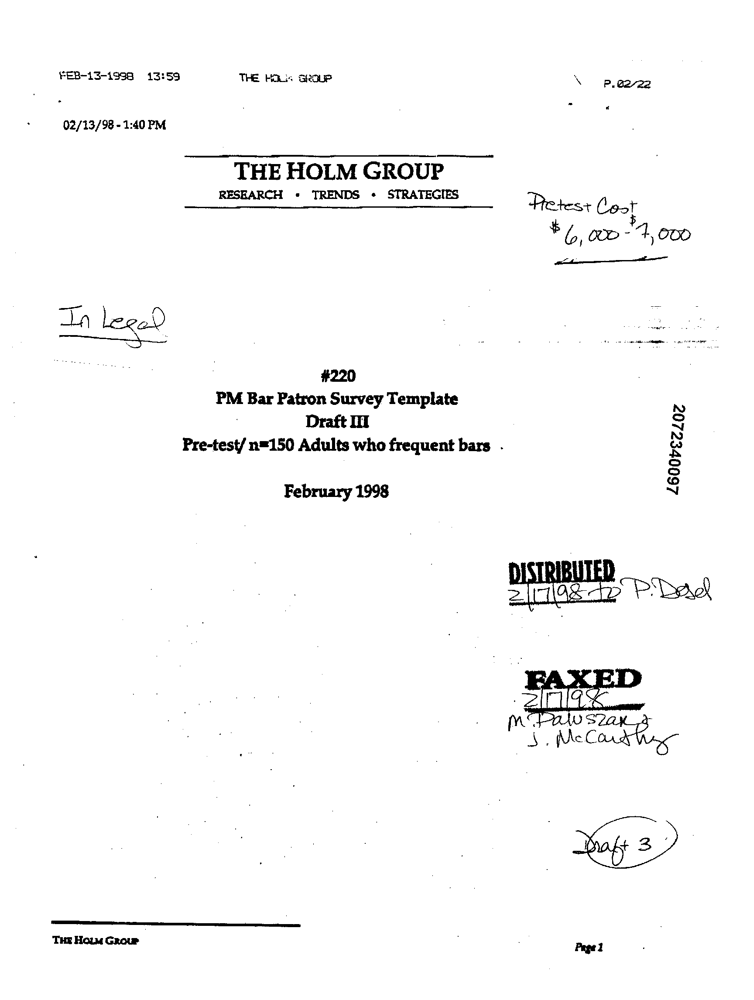 FEB-13-1998 13:59 THE HOLM GROUP P.02/22
02/13/98 - 1:40 PM
THE HOLM GROUP
RESEARCH • TRENDS • STRATEGIES
Pretest Cost
$6,000 - $7,000
In Legal
#220
PM Bar Patron Survey Template
Draft III
Pre-test/ n=150 Adults who frequent bars
February 1998
2072340097
DISTRIBUTED
2/17/98 to P. Desel
FAXED
2/17/98
M. Paluszak &
J. McCarthy
Draft 3
THE HOLM GROUP
Page 1